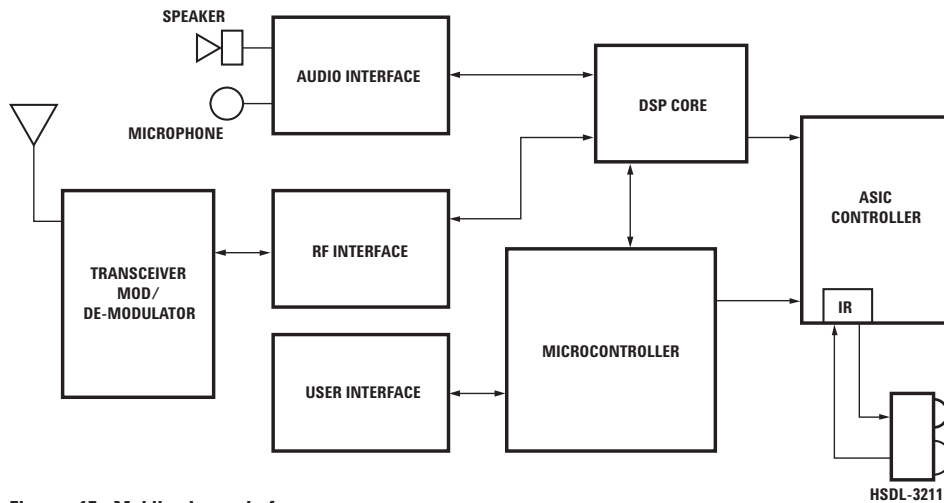 SPEAKER
AUDIO INTERFACE
MICROPHONE
DSP CORE
ASIC
CONTROLLER
TRANSCEIVER
MOD/
DE-MODULATOR
RF INTERFACE
IR
MICROCONTROLLER
USER INTERFACE
HSDL-3211